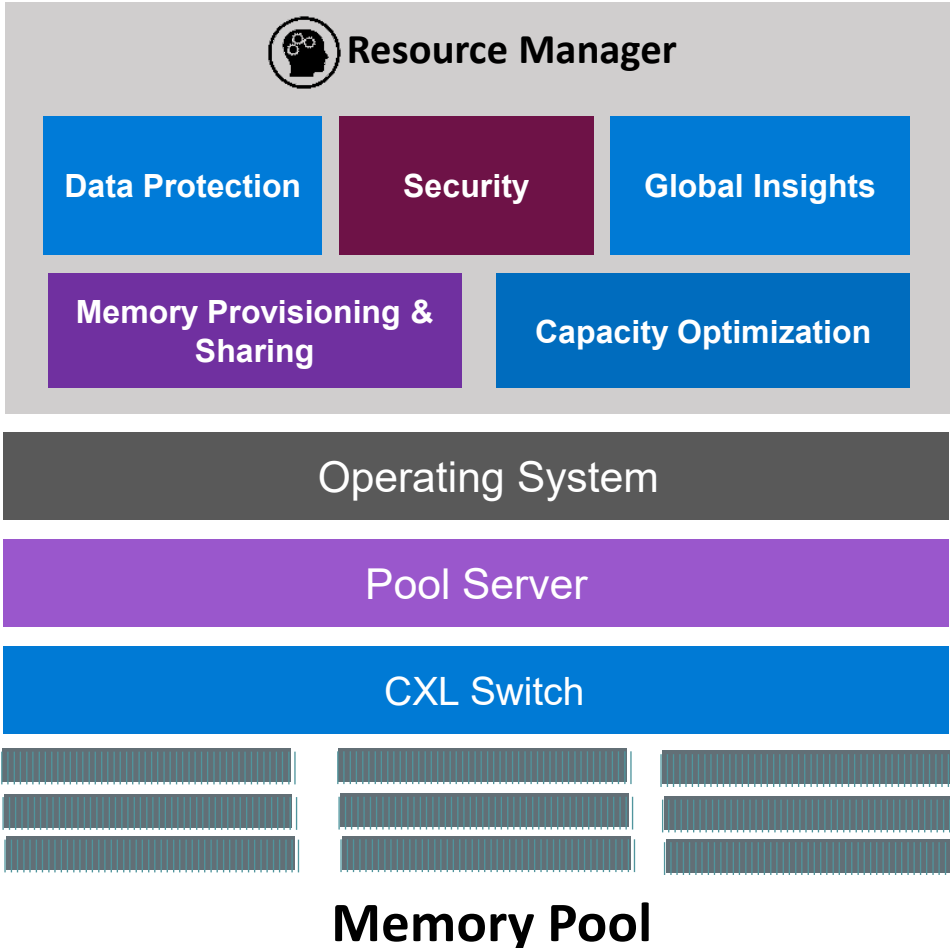 Resource Manager
Data Protection
Security
Global Insights
Memory Provisioning &
Sharing
Capacity Optimization
Operating System
Pool Server
CXL Switch
Memory Pool